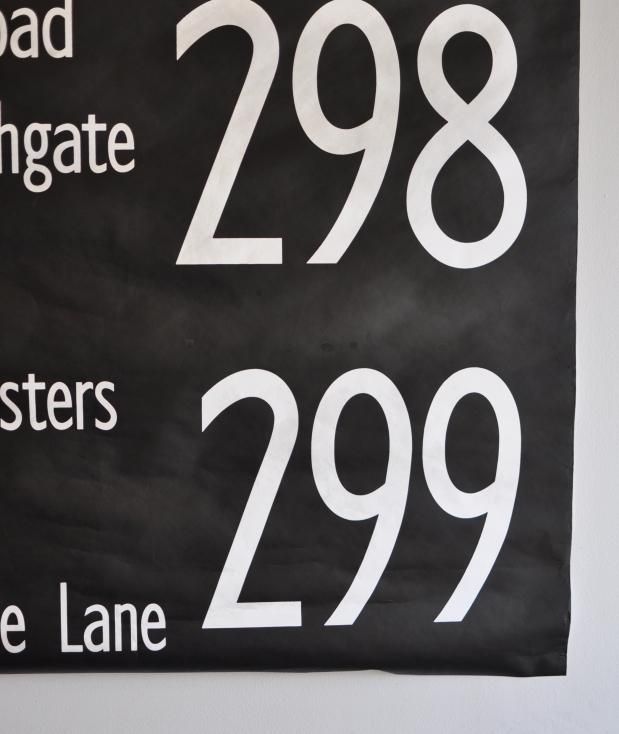 oad
hgate 298
sters
e Lane 299